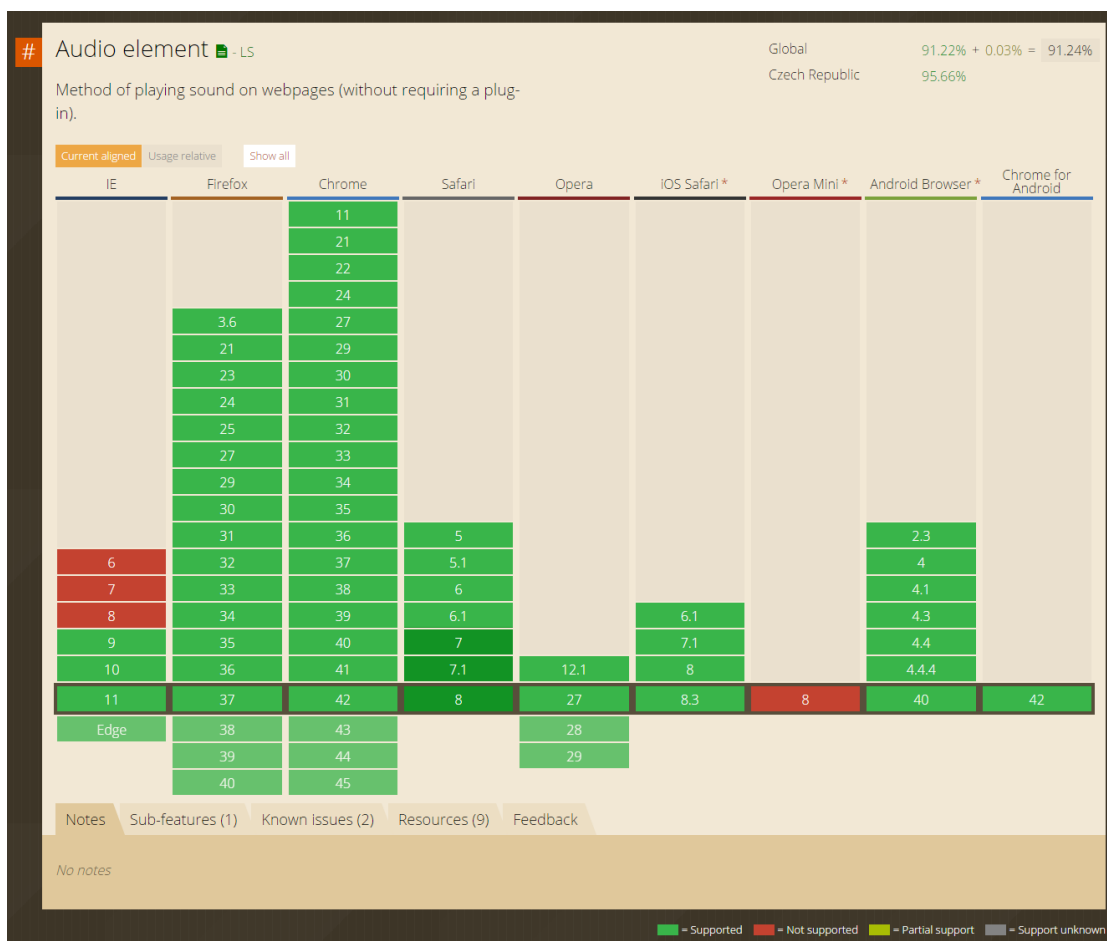 # Audio element - LS
Global 91.22% + 0.03% = 91.24%
Czech Republic 95.66%
Method of playing sound on webpages (without requiring a plug-
in).
Current aligned Usage relative Show all
IE Firefox Chrome Safari Opera iOS Safari * Opera Mini * Android Browser * Chrome for
Android
11
21
22
24
3.6 27
21 29
23 30
24 31
25 32
27 33
29 34
30 35
31 36 5 2.3
6 32 37 5.1 4
7 33 38 6 4.1
8 34 39 6.1 6.1 4.3
9 35 40 7 7.1 4.4
10 36 41 7.1 12.1 8 4.4.4
11 37 42 8 27 8.3 8 40 42
Edge 38 43 28
39 44 29
40 45
Notes Sub-features (1) Known issues (2) Resources (9) Feedback
No notes
= Supported = Not supported = Partial support = Support unknown